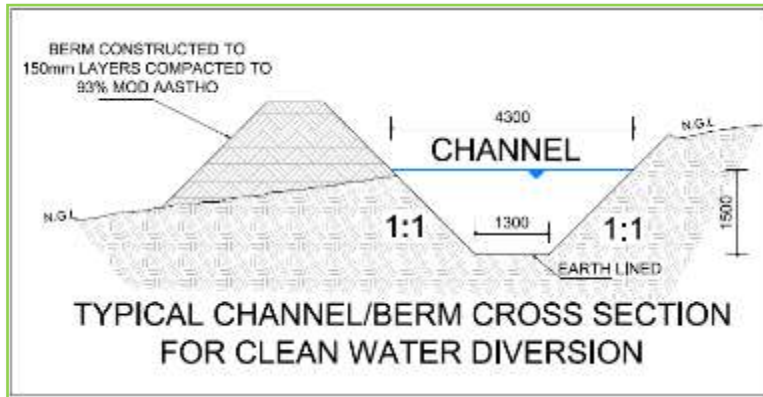 BERM CONSTRUCTED TO
150mm LAYERS COMPACTED TO
93% MOD AASTHO
4300
N.G.L
CHANNEL
N.G.L
1:1
1300
1:1
1500
EARTH LINED
TYPICAL CHANNEL/BERM CROSS SECTION
FOR CLEAN WATER DIVERSION